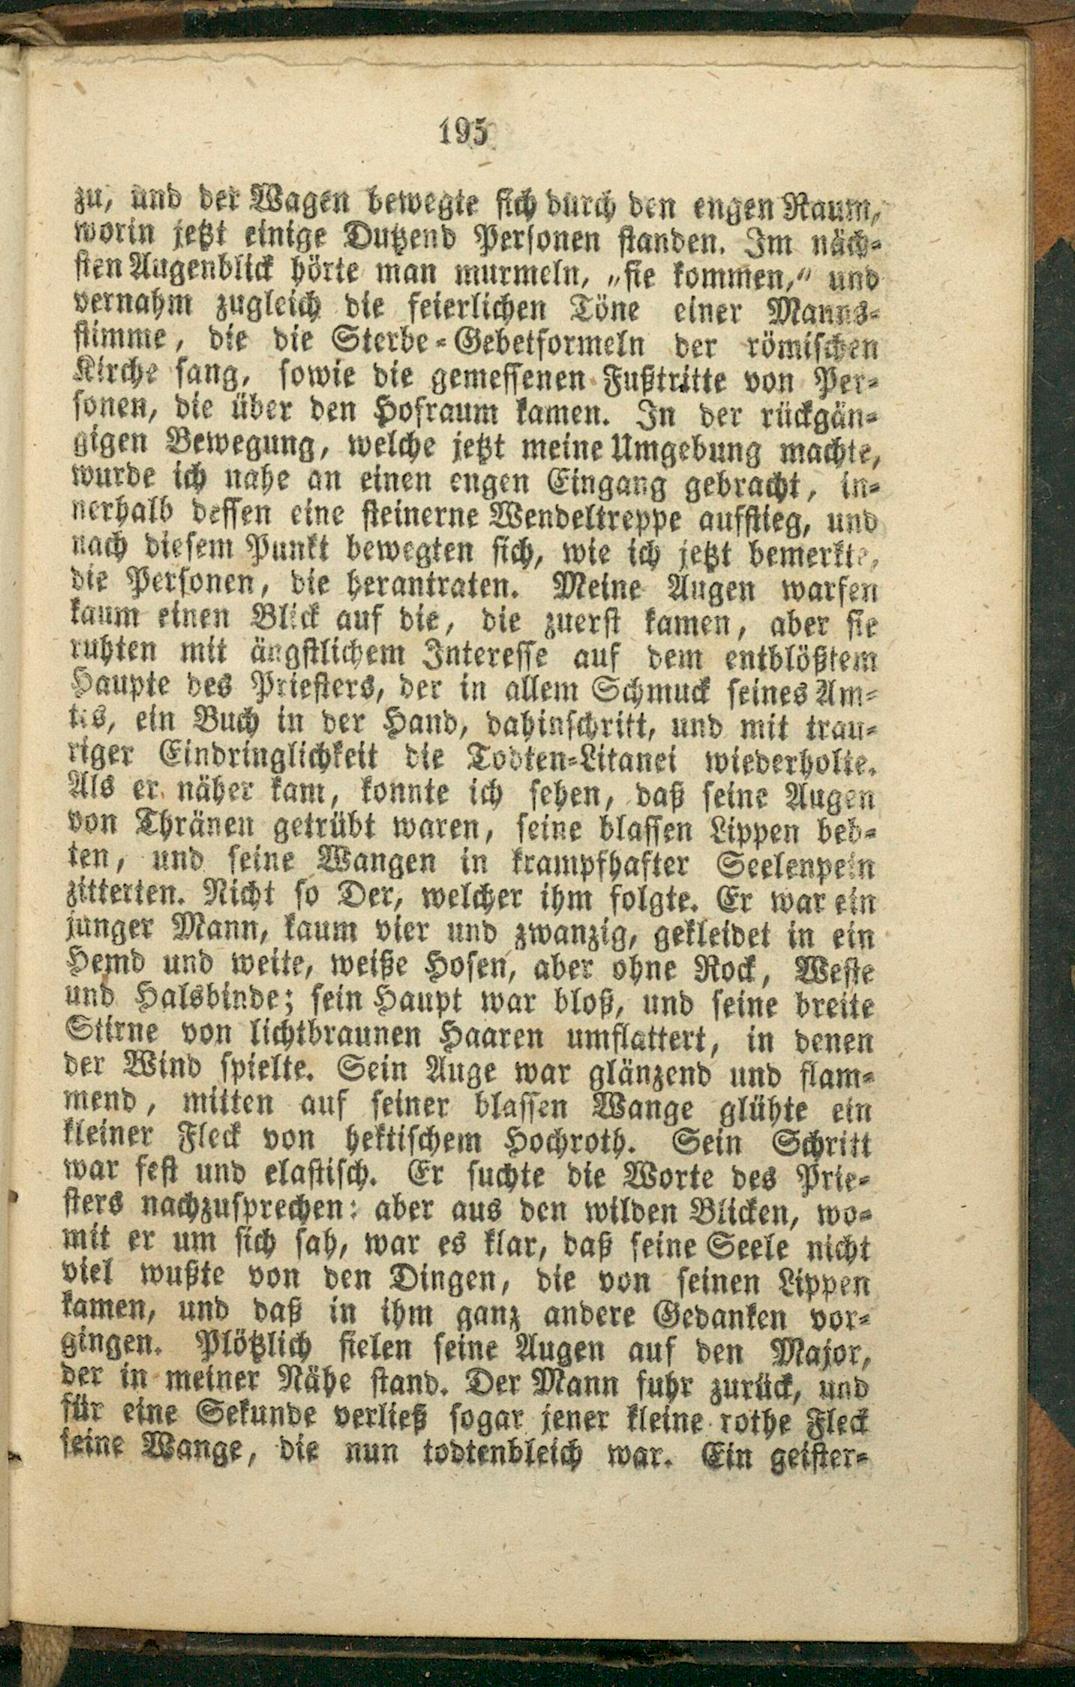 195
zu, und der Wagen bewegte sich durch den engen Raum,
worin jetzt einige Dutzend Personen standen. Im näch-
sten Augenblick hörte man murmeln, „sie kommen,“ und
vernahm zugleich die feierlichen Töne einer Manns-
stimme, die die Sterbe-Gebetformeln der römischen
Kirche sang, sowie die gemessenen Fußtritte von Per-
sonen, die über den Hofraum kamen. In der rückgän-
gigen Bewegung, welche jetzt meine Umgebung machte,
wurde ich nahe an einen engen Eingang gebracht, in-
nerhalb dessen eine steinerne Wendeltreppe aufstieg, und
nach diesem Punkt bewegten sich, wie ich jetzt bemerkte,
die Personen, die herantraten. Meine Augen warfen
kaum einen Blick auf die, die zuerst kamen, aber sie
ruhten mit ängstlichem Interesse auf dem entblößtem
Haupte des Priesters, der in allem Schmuck seines Am-
tes, ein Buch in der Hand, dahinschritt, und mit trau-
riger Eindringlichkeit die Todten-Litanei wiederholte.
Als er näher kam, konnte ich sehen, daß seine Augen
von Thränen getrübt waren, seine blassen Lippen beb-
ten, und seine Wangen in krampfhafter Seelenpein
zitterten. Nicht so Der, welcher ihm folgte. Er war ein
junger Mann, kaum vier und zwanzig, gekleidet in ein
Hemd und weite, weiße Hosen, aber ohne Rock, Weste
und Halsbinde; sein Haupt war bloß, und seine breite
Stirne von lichtbraunen Haaren umflattert, in denen
der Wind spielte. Sein Auge war glänzend und flam-
mend, mitten auf seiner blassen Wange glühte ein
kleiner Fleck von hektischem Hochroth. Sein Schritt
war fest und elastisch. Er suchte die Worte des Prie-
sters nachzusprechen: aber aus den wilden Blicken, wo-
mit er um sich sah, war es klar, daß seine Seele nicht
viel wußte von den Dingen, die von seinen Lippen
kamen, und daß in ihm ganz andere Gedanken vor-
gingen. Plötzlich fielen seine Augen auf den Major,
der in meiner Nähe stand. Der Mann fuhr zurück, und
für eine Sekunde verließ sogar jener kleine rothe Fleck
seine Wange, die nun todtenbleich war. Ein geister-